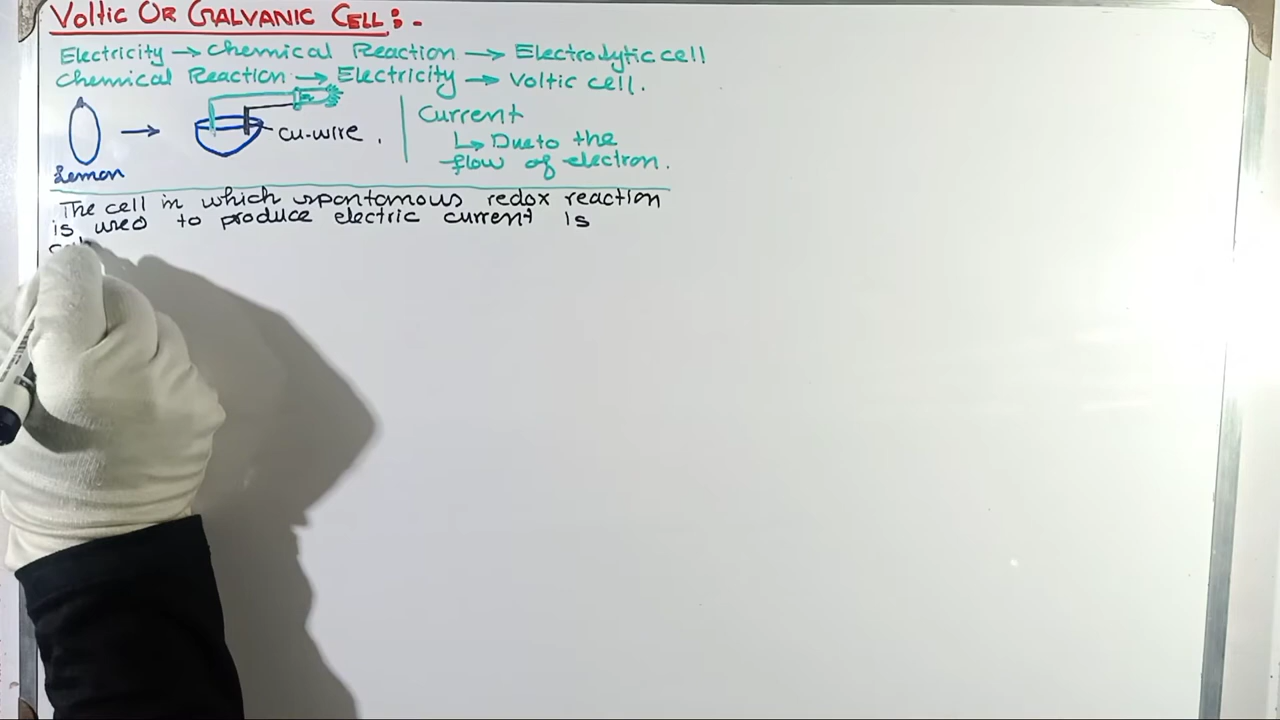 Voltic Or Galvanic Cell:-
Electricity → Chemical Reaction → Electrolytic cell
Chemical Reaction → Electricity → Voltic cell.
Lemon
cu-wire.
Current
↳ Due to the
flow of electron.
The cell in which spontomous redox reaction
is used to produce electric current is